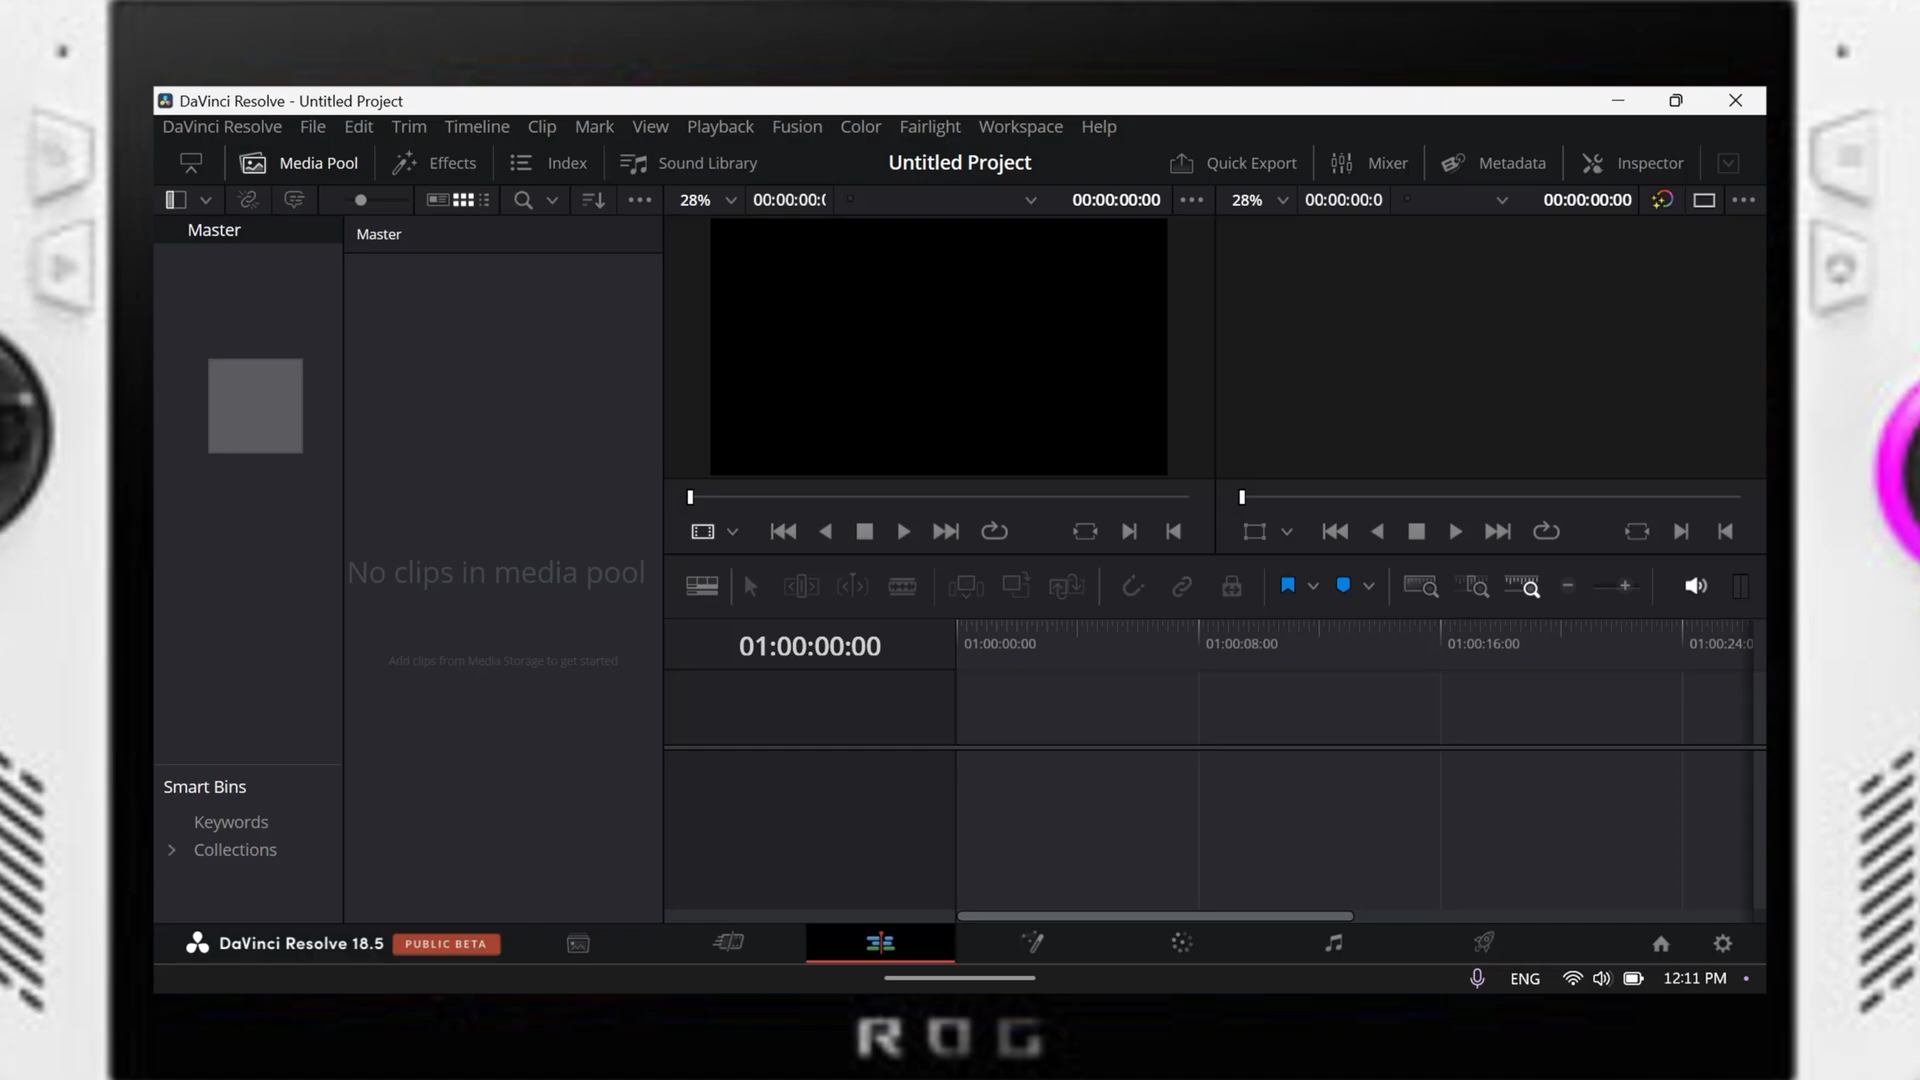 DaVinci Resolve - Untitled Project
DaVinci Resolve File Edit Trim Timeline Clip Mark View Playback Fusion Color Fairlight Workspace Help
Media Pool Effects Index Sound Library Untitled Project Quick Export Mixer Metadata Inspector
28% 00:00:00:0 00:00:00:00 28% 00:00:00:0 00:00:00:00
Master
Master
No clips in media pool
Add clips from Media Storage to get started
01:00:00:00
01:00:00:00 01:00:08:00 01:00:16:00 01:00:24:0
Smart Bins
Keywords
Collections
DaVinci Resolve 18.5 PUBLIC BETA
ENG 12:11 PM
ROG